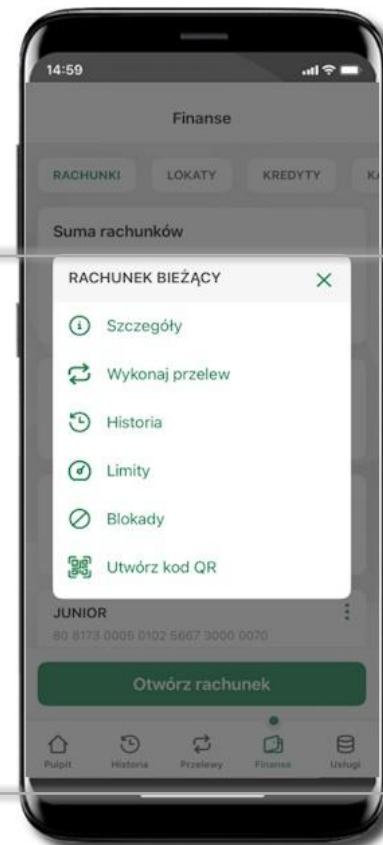 14:59
Finanse
RACHUNKI LOKATY KREDYTY KA
Suma rachunków
RACHUNEK BIEŻĄCY
Szczegóły
Wykonaj przelew
Historia
Limity
Blokady
Utwórz kod QR
JUNIOR
80 8173 0005 0102 5667 3000 0070
Otwórz rachunek
Pulpit Historia Przelewy Finanse Usługi